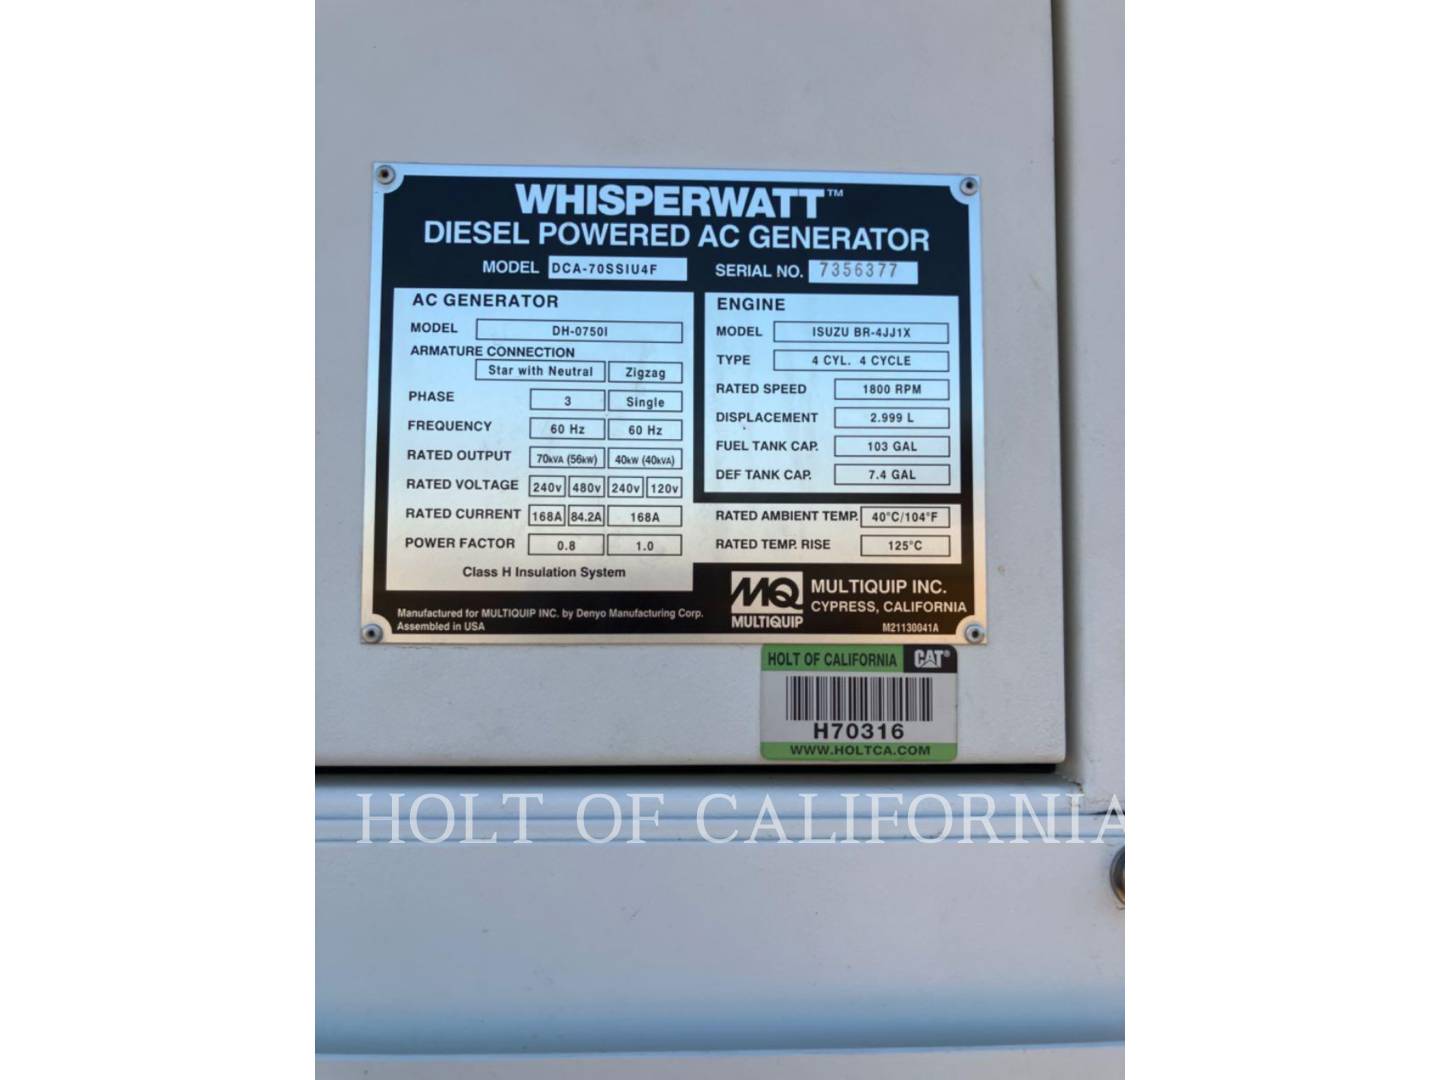 WHISPERWATT™
DIESEL POWERED AC GENERATOR
MODEL DCA-70SSIU4F SERIAL NO. 7356377
AC GENERATOR
MODEL DH-0750I
ARMATURE CONNECTION
Star with Neutral Zigzag
PHASE 3 Single
FREQUENCY 60 Hz 60 Hz
RATED OUTPUT 70kVA (56kW) 40kW (40kVA)
RATED VOLTAGE 240v 480v 240v 120v
RATED CURRENT 168A 84.2A 168A
POWER FACTOR 0.8 1.0
Class H Insulation System
ENGINE
MODEL ISUZU BR-4JJ1X
TYPE 4 CYL. 4 CYCLE
RATED SPEED 1800 RPM
DISPLACEMENT 2.999 L
FUEL TANK CAP. 103 GAL
DEF TANK CAP. 7.4 GAL
RATED AMBIENT TEMP. 40°C/104°F
RATED TEMP. RISE 125°C
Manufactured for MULTIQUIP INC. by Denyo Manufacturing Corp.
Assembled in USA
MQ
MULTIQUIP
MULTIQUIP INC.
CYPRESS, CALIFORNIA
M21130041A
HOLT OF CALIFORNIA CAT®
H70316
WWW.HOLTCA.COM
HOLT OF CALIFORNIA